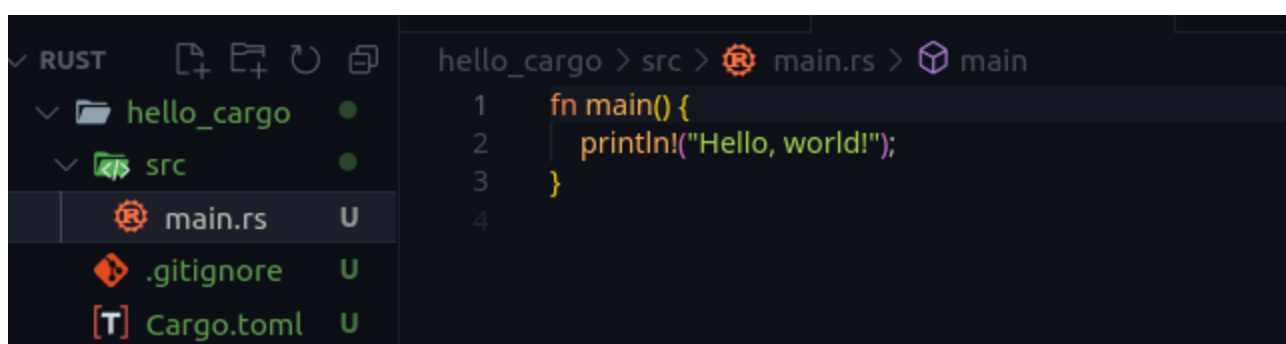 RUST
hello_cargo
src
main.rs U
.gitignore U
[T] Cargo.toml U
hello_cargo > src > R main.rs > main
1 fn main() {
2 println!("Hello, world!");
3 }
4